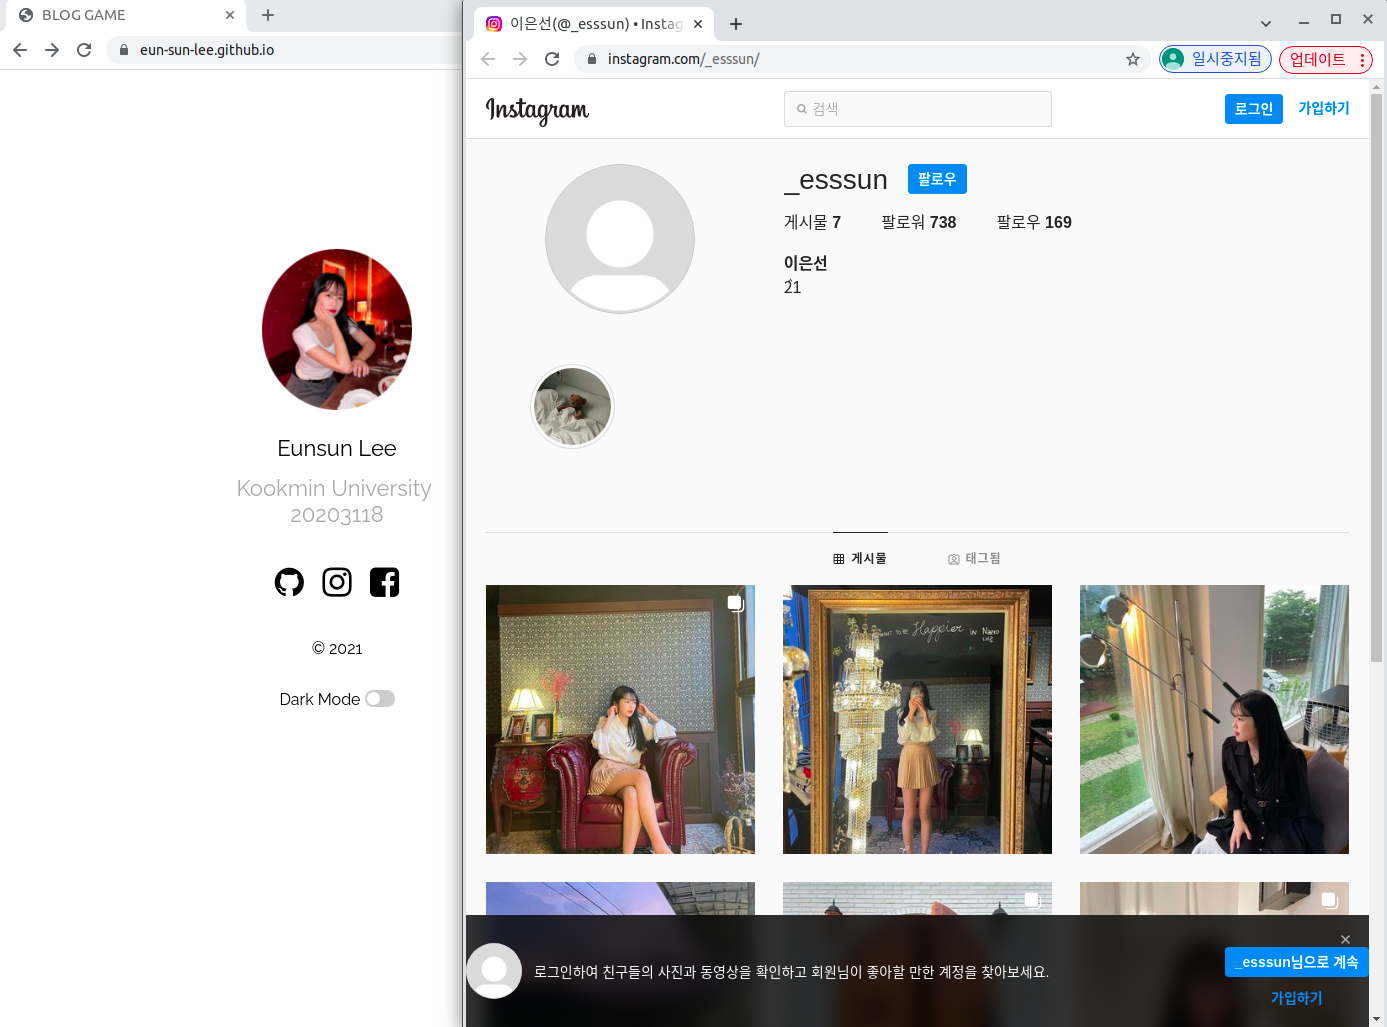 BLOG GAME
eun-sun-lee.github.io
Eunsun Lee
Kookmin University
20203118
© 2021
Dark Mode
이은선(@_esssun) • Instag
instagram.com/_esssun/
일시중지됨
업데이트
Instagram
검색
로그인
가입하기
_esssun
팔로우
게시물 7 팔로워 738 팔로우 169
이은선
21
게시물
태그됨
Happier in
로그인하여 친구들의 사진과 동영상을 확인하고 회원님이 좋아할 만한 계정을 찾아보세요.
_esssun님으로 계속
가입하기